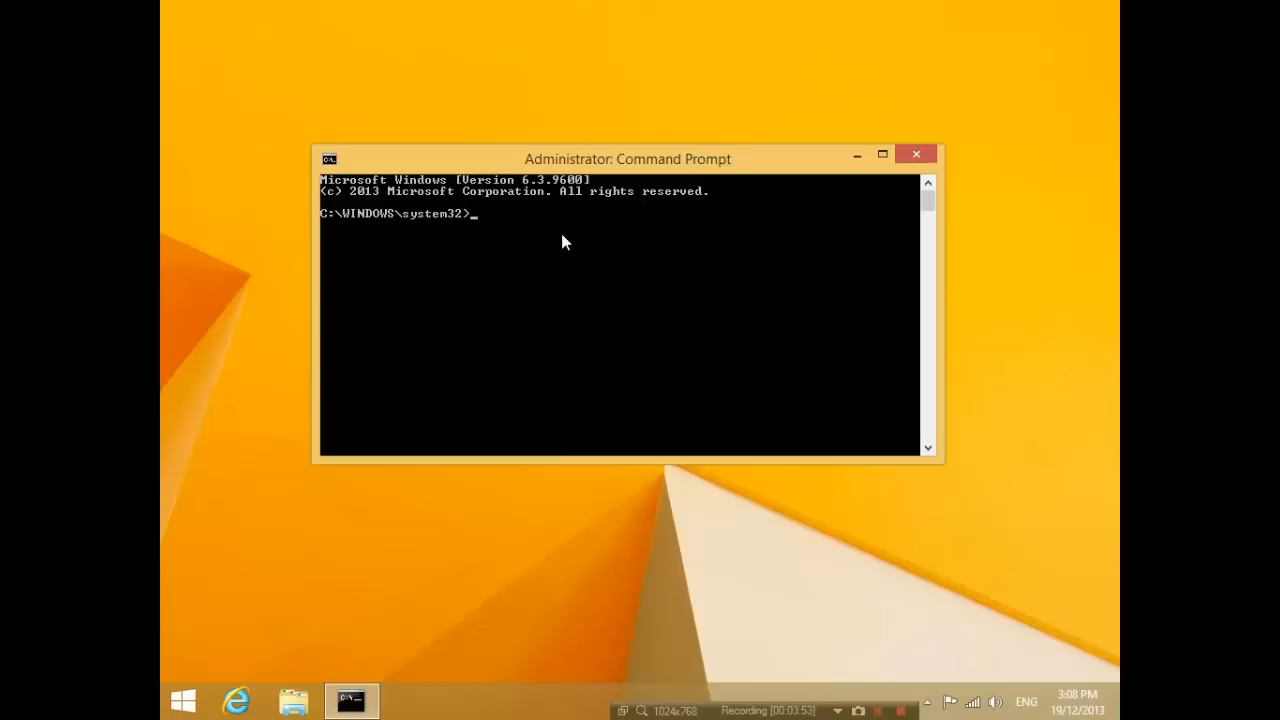 Administrator: Command Prompt
Microsoft Windows [Version 6.3.9600]
(c) 2013 Microsoft Corporation. All rights reserved.
C:\WINDOWS\system32>_
1024x768
Recording [00:03:53]
ENG
3:08 PM
19/12/2013